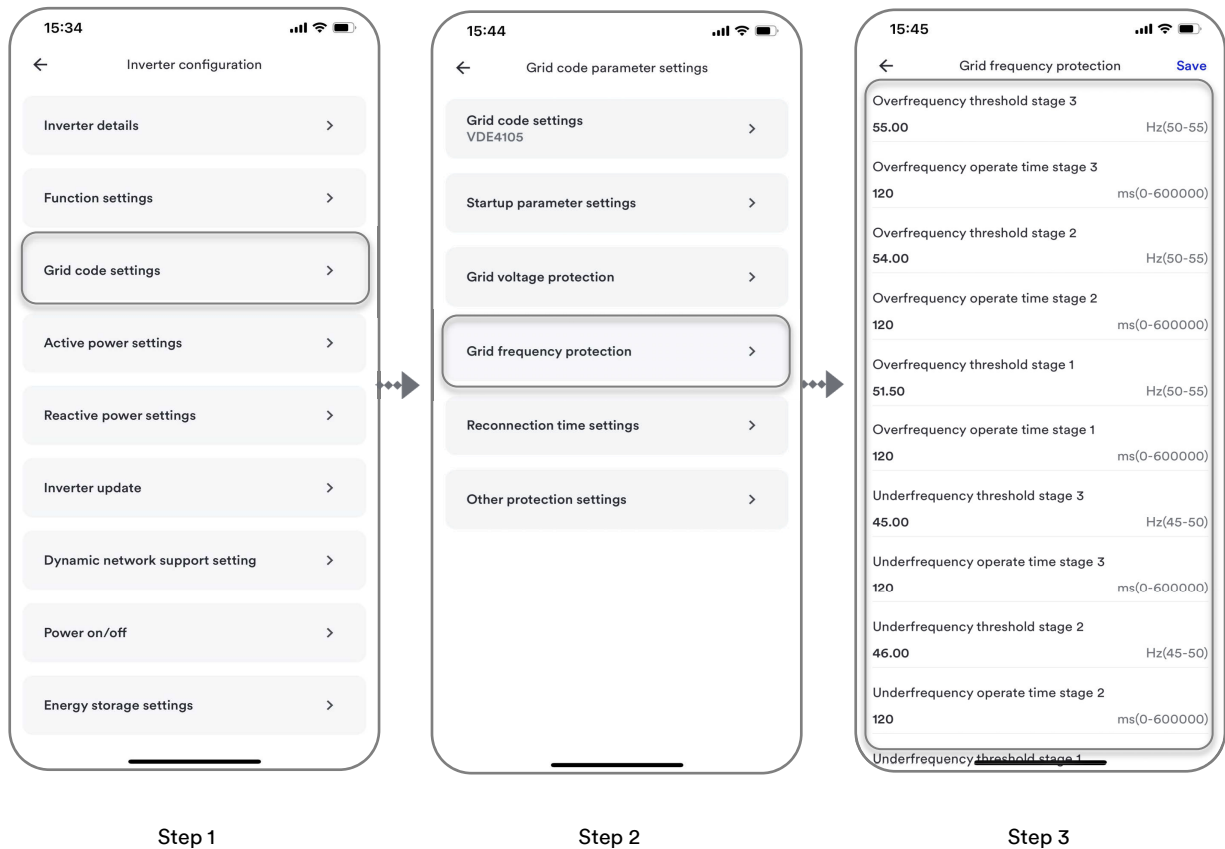 15:34
Inverter configuration
Inverter details
Function settings
Grid code settings
Active power settings
Reactive power settings
Inverter update
Dynamic network support setting
Power on/off
Energy storage settings
Step 1
15:44
Grid code parameter settings
Grid code settings
VDE4105
Startup parameter settings
Grid voltage protection
Grid frequency protection
Reconnection time settings
Other protection settings
Step 2
15:45
Grid frequency protection Save
Overfrequency threshold stage 3
55.00 Hz(50-55)
Overfrequency operate time stage 3
120 ms(0-600000)
Overfrequency threshold stage 2
54.00 Hz(50-55)
Overfrequency operate time stage 2
120 ms(0-600000)
Overfrequency threshold stage 1
51.50 Hz(50-55)
Overfrequency operate time stage 1
120 ms(0-600000)
Underfrequency threshold stage 3
45.00 Hz(45-50)
Underfrequency operate time stage 3
120 ms(0-600000)
Underfrequency threshold stage 2
46.00 Hz(45-50)
Underfrequency operate time stage 2
120 ms(0-600000)
Underfrequency threshold stage 1
Step 3